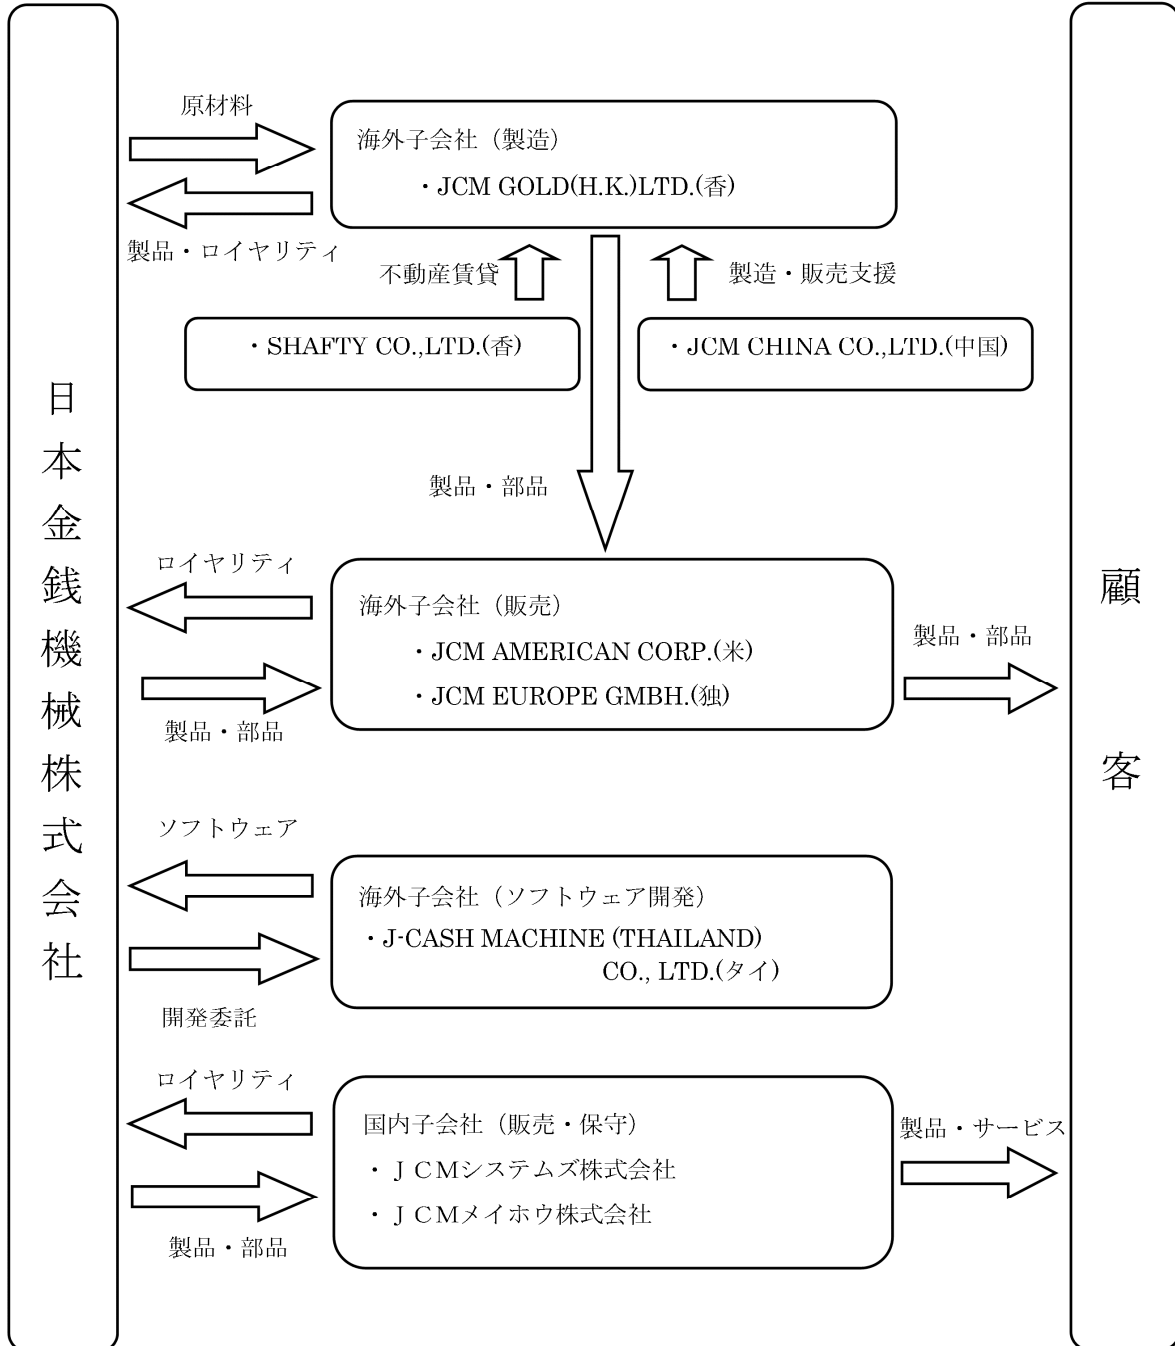 日本金銭機械株式会社
原材料
海外子会社（製造）
・JCM GOLD(H.K.)LTD.(香)
製品・ロイヤリティ
不動産賃貸
製造・販売支援
・SHAFTY CO.,LTD.(香)
・JCM CHINA CO.,LTD.(中国)
製品・部品
ロイヤリティ
海外子会社（販売）
・JCM AMERICAN CORP.(米)
・JCM EUROPE GMBH.(独)
製品・部品
製品・部品
ソフトウェア
海外子会社（ソフトウェア開発）
・J-CASH MACHINE (THAILAND)
CO., LTD.(タイ)
開発委託
ロイヤリティ
国内子会社（販売・保守）
・ＪＣＭシステムズ株式会社
・ＪＣＭメイホウ株式会社
製品・部品
製品・サービス
顧客